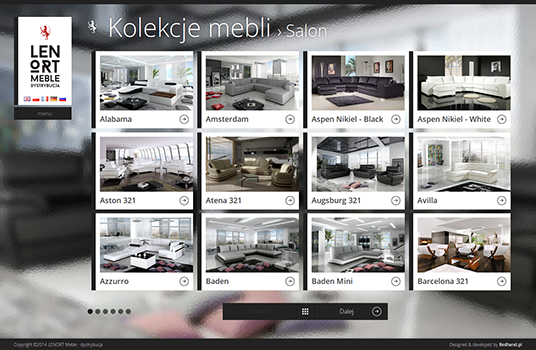 LEN
ORT
MEBLE
DYSTRYBUCJA
menu
Kolekcje mebli › Salon
Alabama
Amsterdam
Aspen Nikiel - Black
Aspen Nikiel - White
Aston 321
Atena 321
Augsburg 321
Avilla
Azzurro
Baden
Baden Mini
Barcelona 321
Dalej
Copyright ©2014 LENORT Meble - dystrybucja
Designed & developed by Redhand.pl